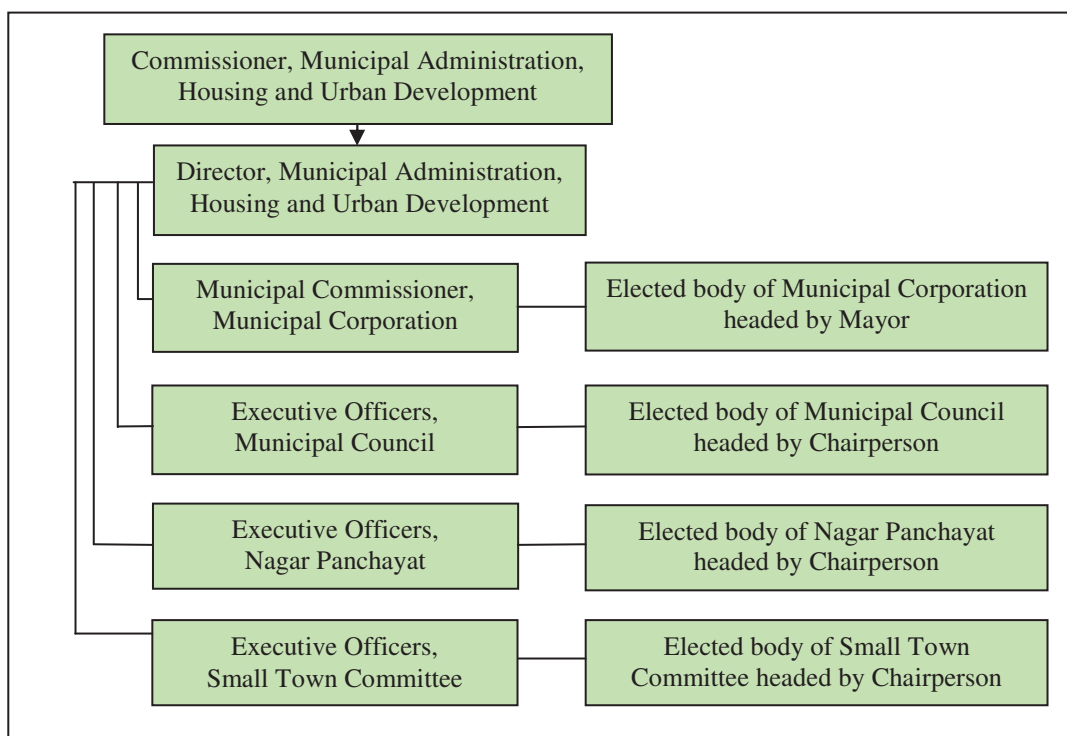 Commissioner, Municipal Administration,
Housing and Urban Development
Director, Municipal Administration,
Housing and Urban Development
Municipal Commissioner,
Municipal Corporation
Elected body of Municipal Corporation
headed by Mayor
Executive Officers,
Municipal Council
Elected body of Municipal Council
headed by Chairperson
Executive Officers,
Nagar Panchayat
Elected body of Nagar Panchayat
headed by Chairperson
Executive Officers,
Small Town Committee
Elected body of Small Town
Committee headed by Chairperson